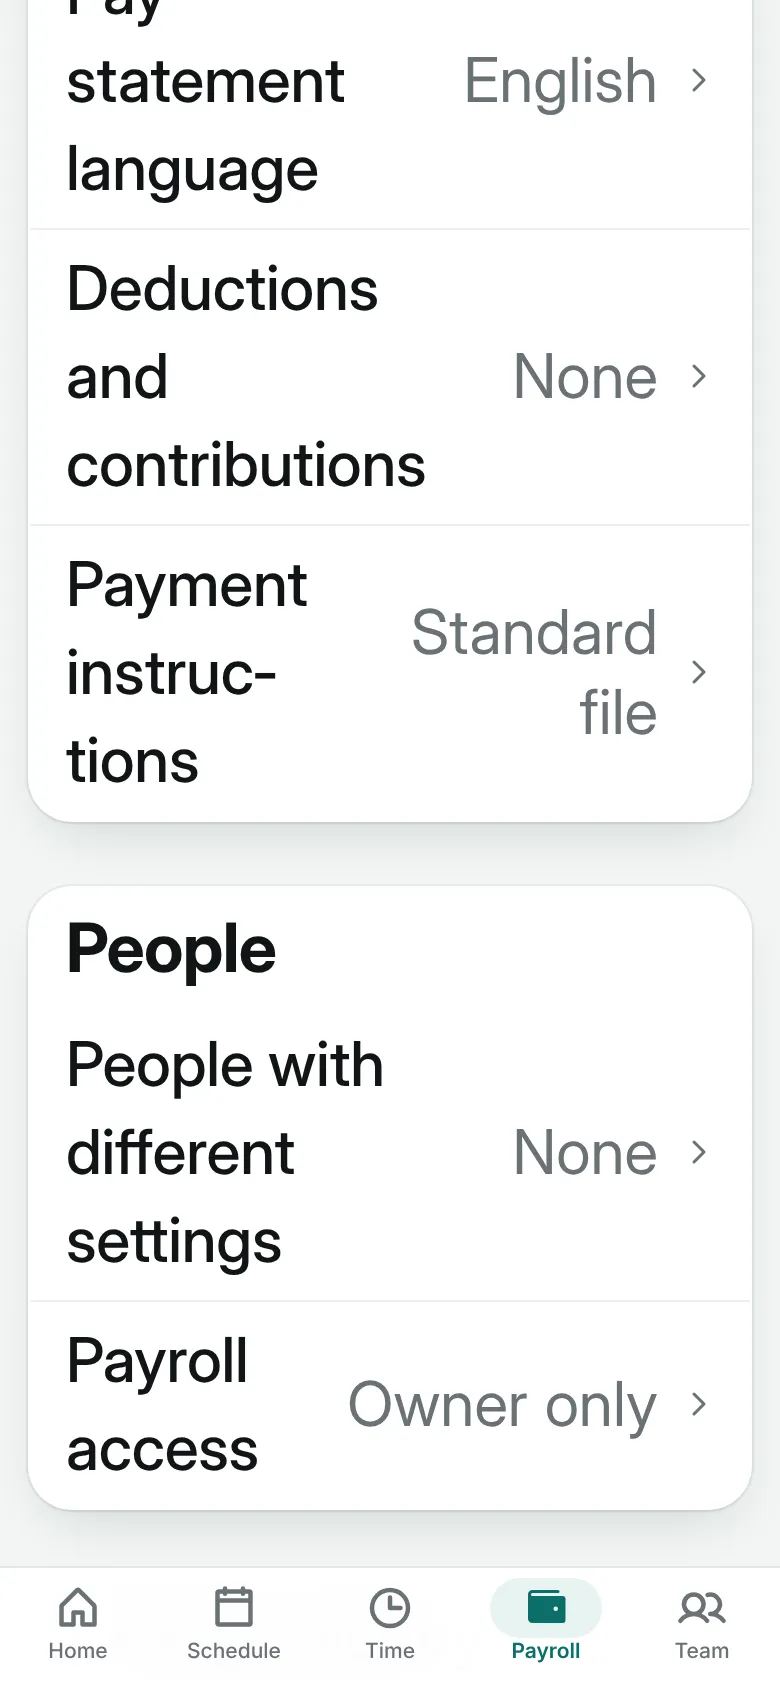 Pay
statement
language
English
Deductions
and
contributions
None
Payment
instruc-
tions
Standard
file
People
People with
different
settings
None
Payroll
access
Owner only
Home
Schedule
Time
Payroll
Team